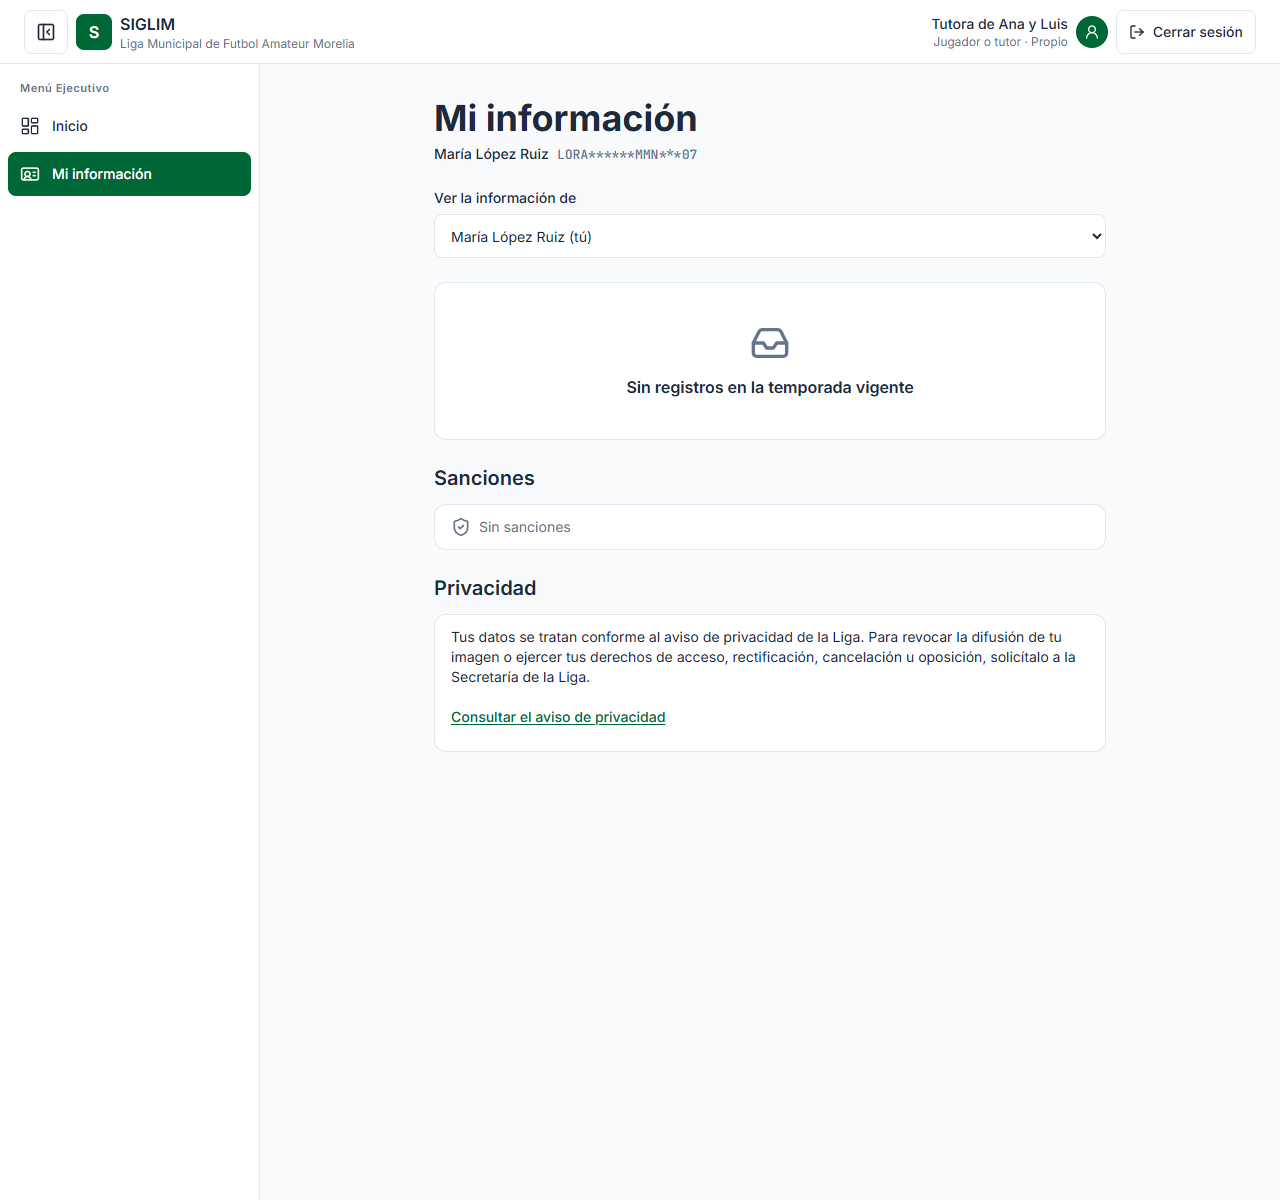 SIGLIM
Liga Municipal de Futbol Amateur Morelia
Tutora de Ana y Luis
Jugador o tutor · Propio
Cerrar sesión
Menú Ejecutivo
Inicio
Mi información
Mi información
María López Ruiz LORA******MMN***07
Ver la información de
María López Ruiz (tú)
Sin registros en la temporada vigente
Sanciones
Sin sanciones
Privacidad
Tus datos se tratan conforme al aviso de privacidad de la Liga. Para revocar la difusión de tu
imagen o ejercer tus derechos de acceso, rectificación, cancelación u oposición, solicítalo a la
Secretaría de la Liga.
Consultar el aviso de privacidad